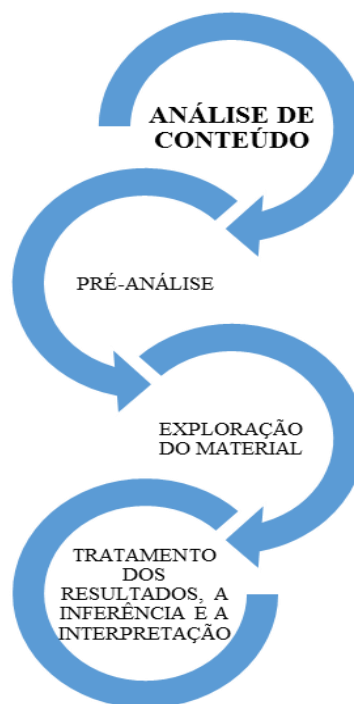 ANÁLISE DE
CONTEÚDO
PRÉ-ANÁLISE
EXPLORAÇÃO
DO MATERIAL
TRATAMENTO
DOS
RESULTADOS, A
INFERÊNCIA E A
INTERPRETAÇÃO